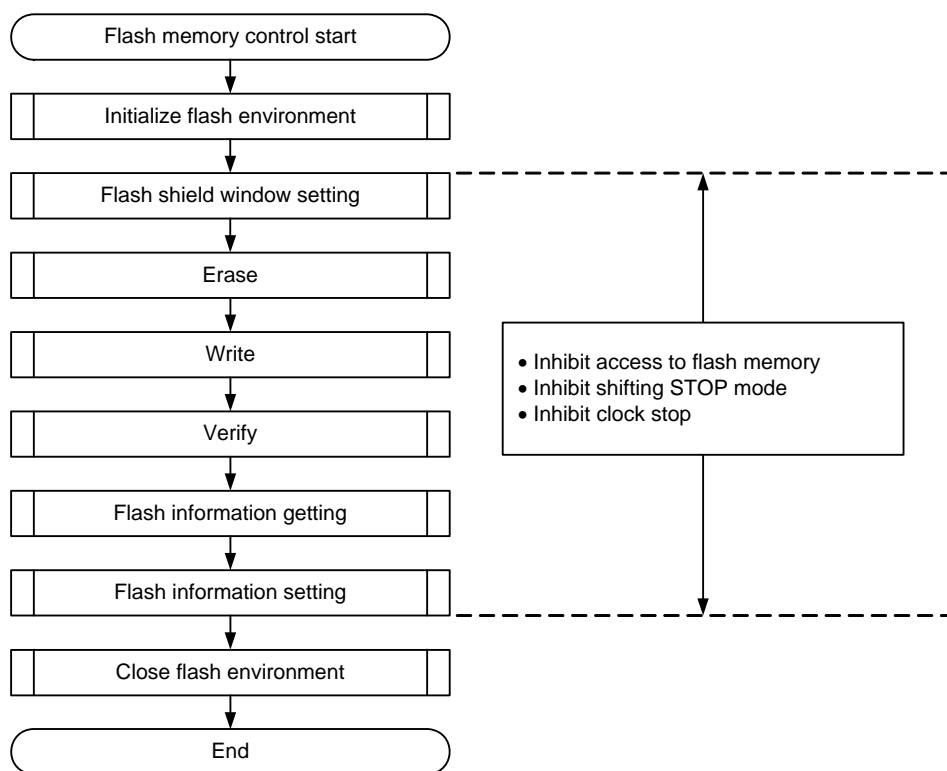 Flash memory control start
Initialize flash environment
Flash shield window setting
Erase
Write
Verify
Flash information getting
Flash information setting
Close flash environment
End
• Inhibit access to flash memory
• Inhibit shifting STOP mode
• Inhibit clock stop